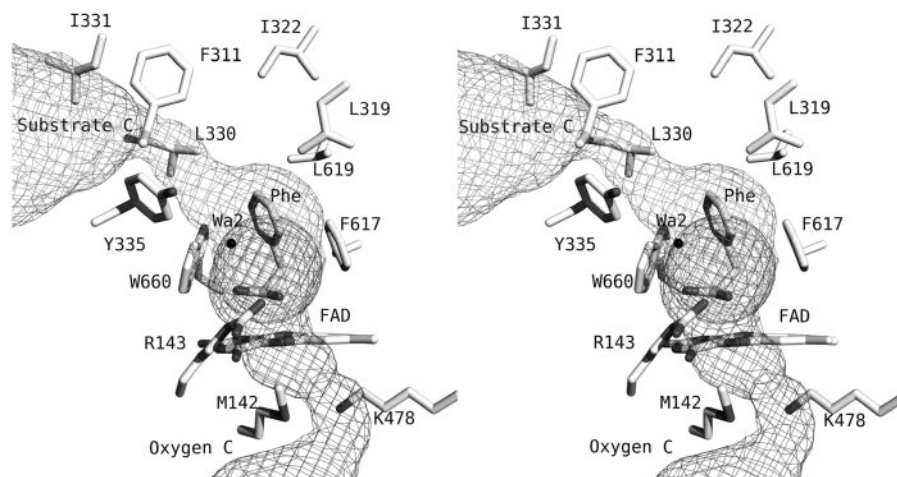 I331
F311
I322
Substrate C
L330
L319
L619
Phe
Wa2
Y335
F617
W660
FAD
R143
M142
K478
Oxygen C
I331
F311
I322
Substrate C
L330
L319
L619
Phe
Wa2
Y335
F617
W660
FAD
R143
M142
K478
Oxygen C